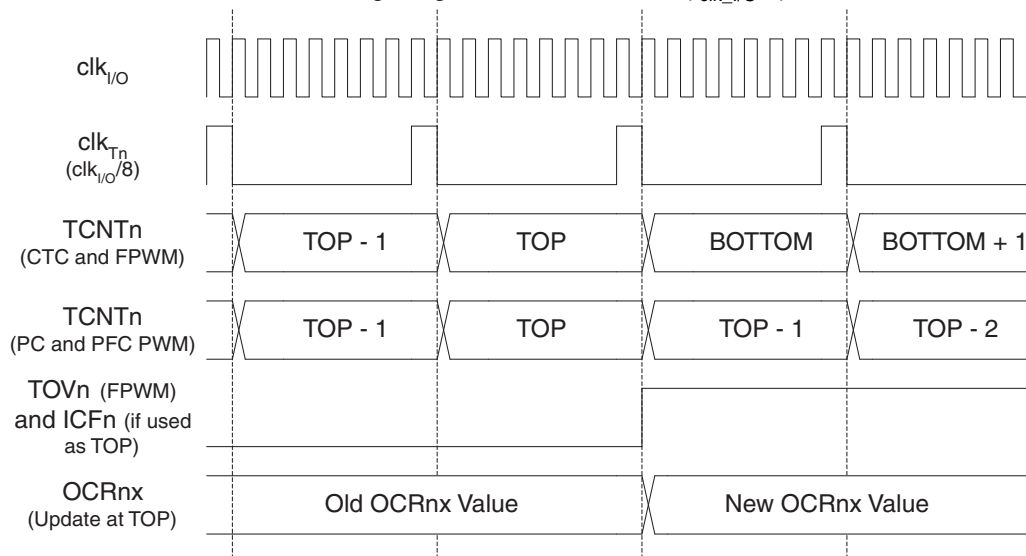 clkI/O
clkTn
(clkI/O/8)
TCNTn
(CTC and FPWM)
TOP - 1
TOP
BOTTOM
BOTTOM + 1
TCNTn
(PC and PFC PWM)
TOP - 1
TOP
TOP - 1
TOP - 2
TOVn (FPWM)
and ICFn (if used
as TOP)
OCRnx
(Update at TOP)
Old OCRnx Value
New OCRnx Value